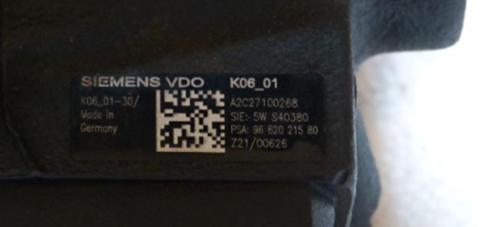 SIEMENS VDO K06_01
K06_01-30/ A2C27100268
Made in SIE:- 5W S40380
Germany PSA: 96 620 215 80
Z21/00626